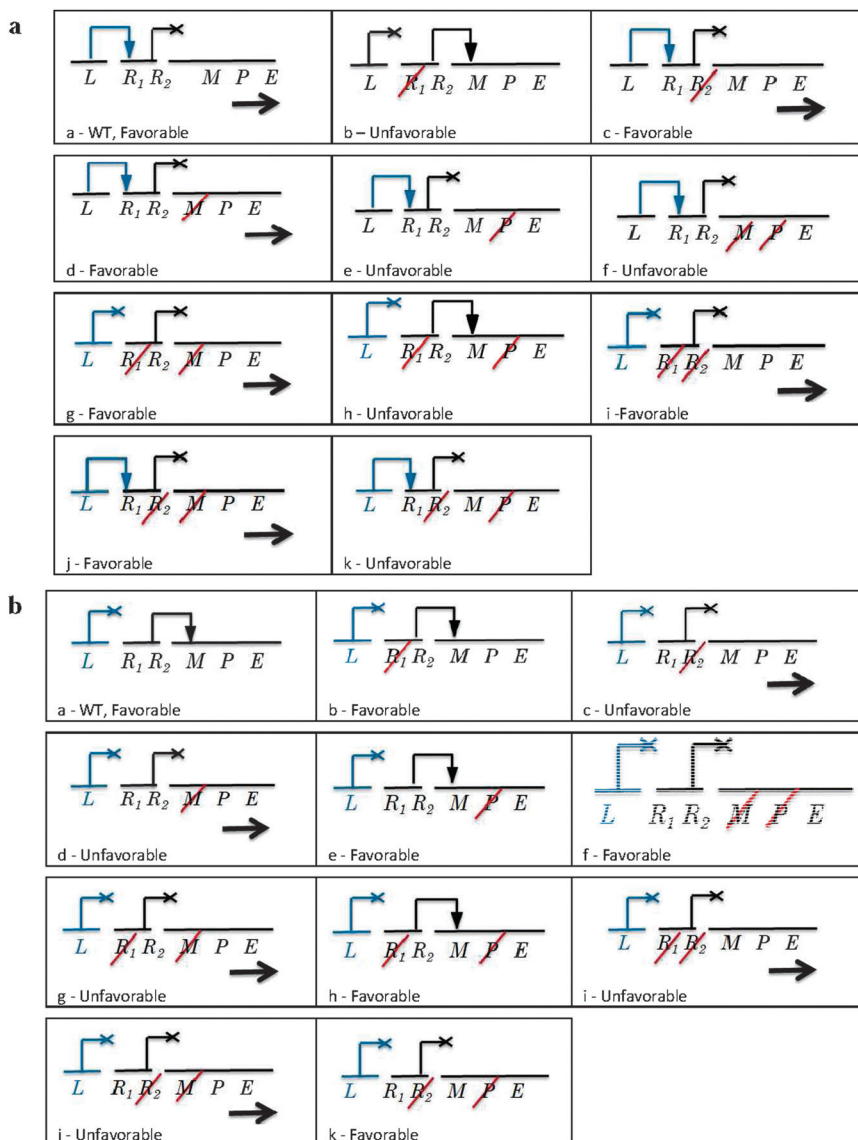 a
L R₁ R₂ M P E
a - WT, Favorable
L R₁ R₂ M P E
b – Unfavorable
L R₁ R₂ M P E
c - Favorable
L R₁ R₂ M P E
d - Favorable
L R₁ R₂ M P E
e - Unfavorable
L R₁ R₂ M P E
f - Unfavorable
L R₁ R₂ M P E
g - Favorable
L R₁ R₂ M P E
h - Unfavorable
L R₁ R₂ M P E
i -Favorable
L R₁ R₂ M P E
j - Favorable
L R₁ R₂ M P E
k - Unfavorable
b
L R₁ R₂ M P E
a - WT, Favorable
L R₁ R₂ M P E
b - Favorable
L R₁ R₂ M P E
c - Unfavorable
L R₁ R₂ M P E
d - Unfavorable
L R₁ R₂ M P E
e - Favorable
L R₁ R₂ M P E
f - Favorable
L R₁ R₂ M P E
g - Unfavorable
L R₁ R₂ M P E
h - Favorable
L R₁ R₂ M P E
i - Unfavorable
L R₁ R₂ M P E
j - Unfavorable
L R₁ R₂ M P E
k - Favorable